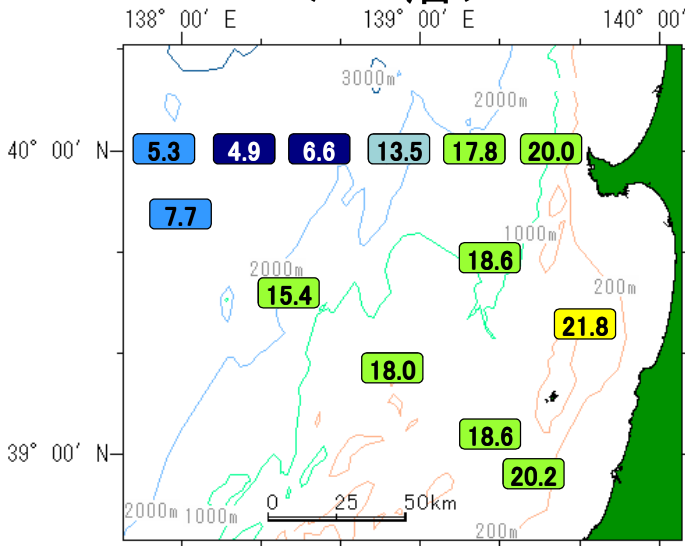 138° 00′ E
139° 00′ E
140° 00′
3000m
2000m
40° 00′ N
5.3
4.9
6.6
13.5
17.8
20.0
7.7
1000m
18.6
2000m
15.4
200m
21.8
18.0
39° 00′ N
18.6
20.2
0 25 50km
2000m
1000m
200m